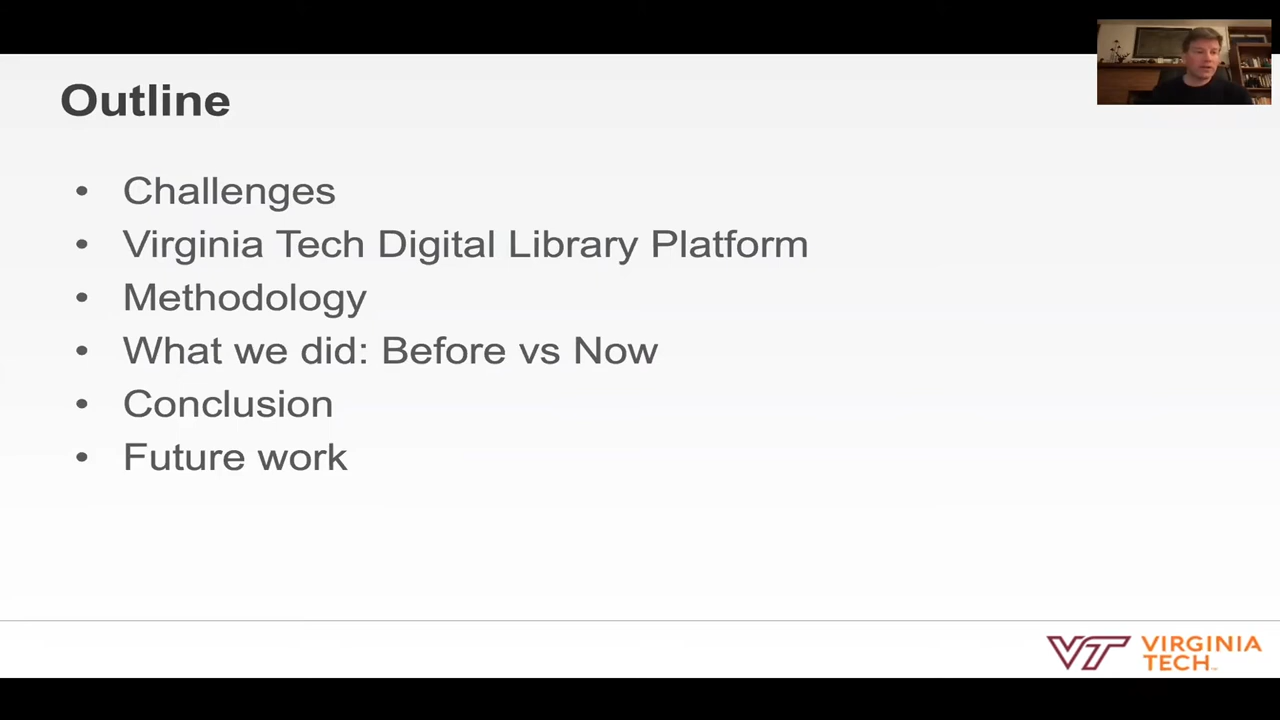 Outline
• Challenges
• Virginia Tech Digital Library Platform
• Methodology
• What we did: Before vs Now
• Conclusion
• Future work
VT VIRGINIA
TECH